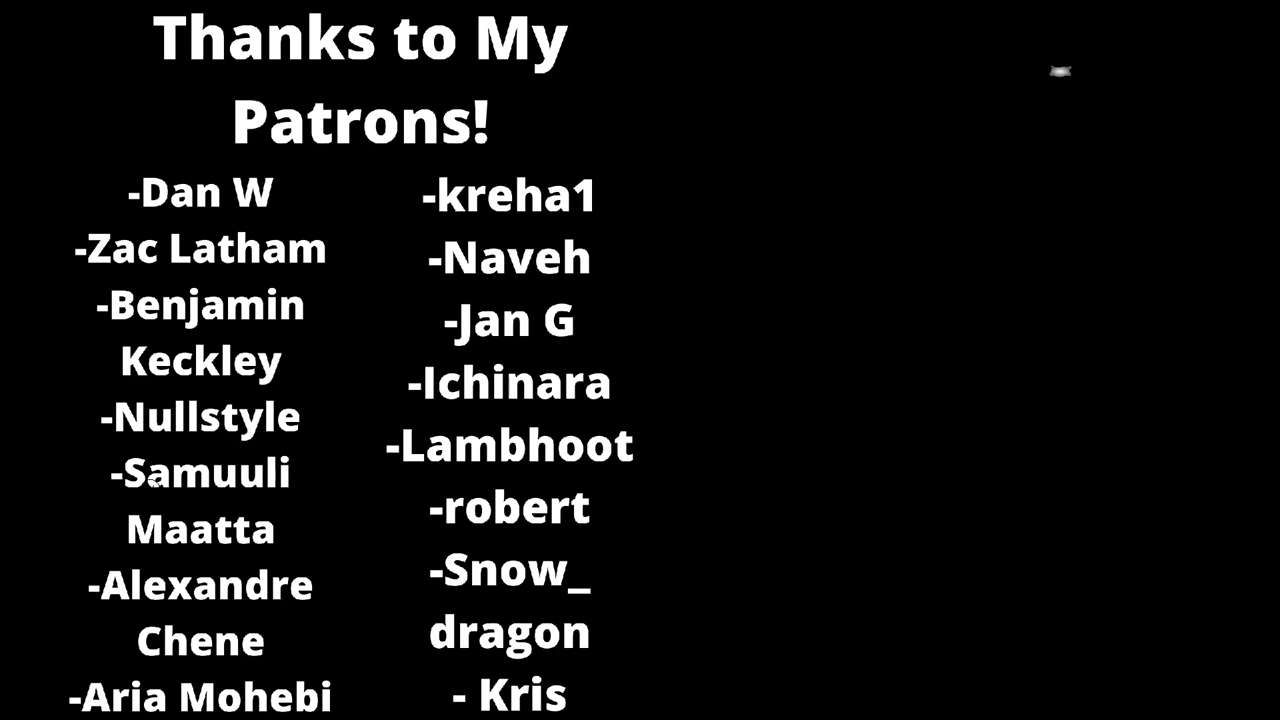 Thanks to My
Patrons!
-Dan W
-Zac Latham
-Benjamin
Keckley
-Nullstyle
-Samuuli
Maatta
-Alexandre
Chene
-Aria Mohebi
-kreha1
-Naveh
-Jan G
-Ichinara
-Lambhoot
-robert
-Snow_
dragon
- Kris